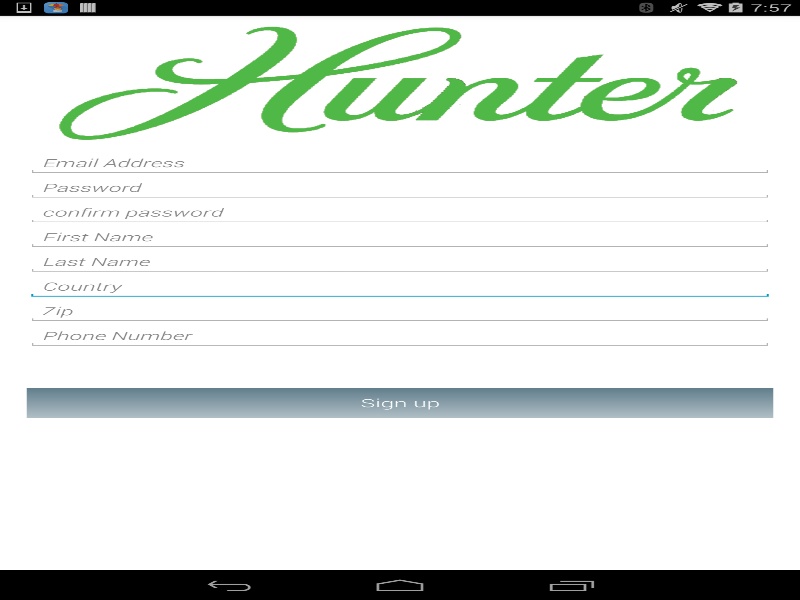 7:57
Hunter
Email Address
Password
confirm password
First Name
Last Name
Country
Zip
Phone Number
Sign up